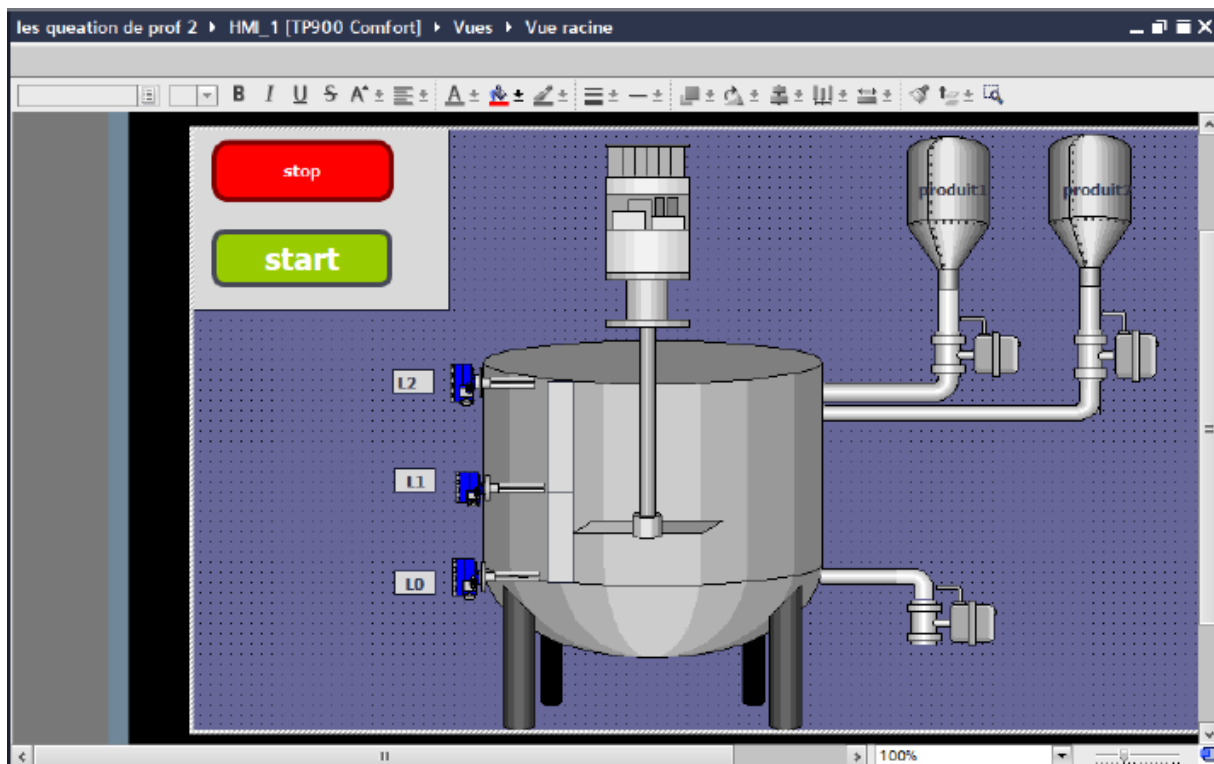 les queation de prof 2 ▸ HMI_1 [TP900 Comfort] ▸ Vues ▸ Vue racine
B I U S A A
stop
start
produit1
produit2
L2
L1
L0
100%